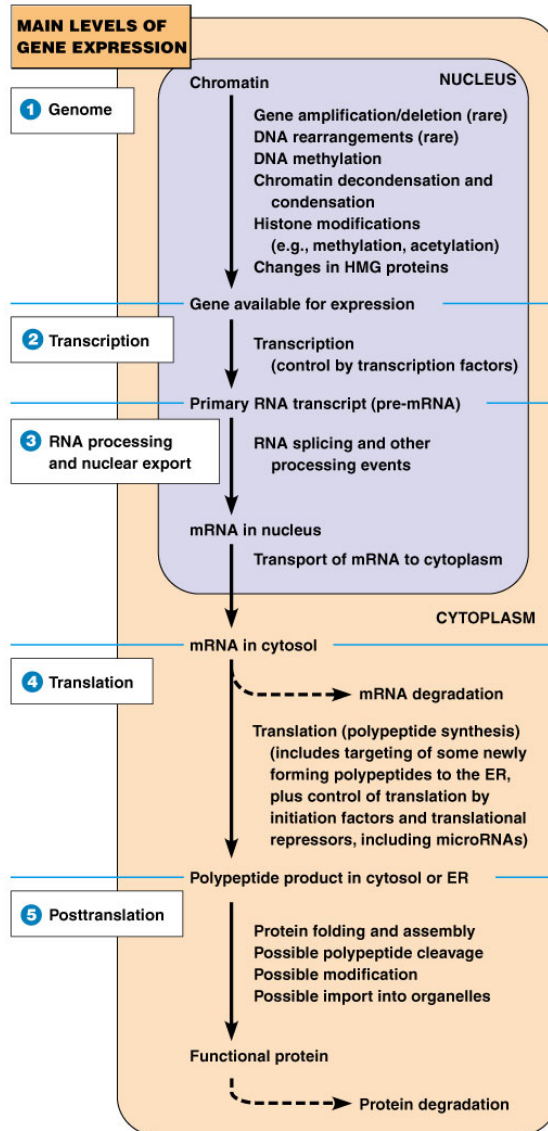 MAIN LEVELS OF
GENE EXPRESSION
NUCLEUS
Chromatin
1 Genome
Gene amplification/deletion (rare)
DNA rearrangements (rare)
DNA methylation
Chromatin decondensation and
condensation
Histone modifications
(e.g., methylation, acetylation)
Changes in HMG proteins
Gene available for expression
2 Transcription
Transcription
(control by transcription factors)
Primary RNA transcript (pre-mRNA)
3 RNA processing
and nuclear export
RNA splicing and other
processing events
mRNA in nucleus
Transport of mRNA to cytoplasm
CYTOPLASM
mRNA in cytosol
4 Translation
mRNA degradation
Translation (polypeptide synthesis)
(includes targeting of some newly
forming polypeptides to the ER,
plus control of translation by
initiation factors and translational
repressors, including microRNAs)
Polypeptide product in cytosol or ER
5 Posttranslation
Protein folding and assembly
Possible polypeptide cleavage
Possible modification
Possible import into organelles
Functional protein
Protein degradation